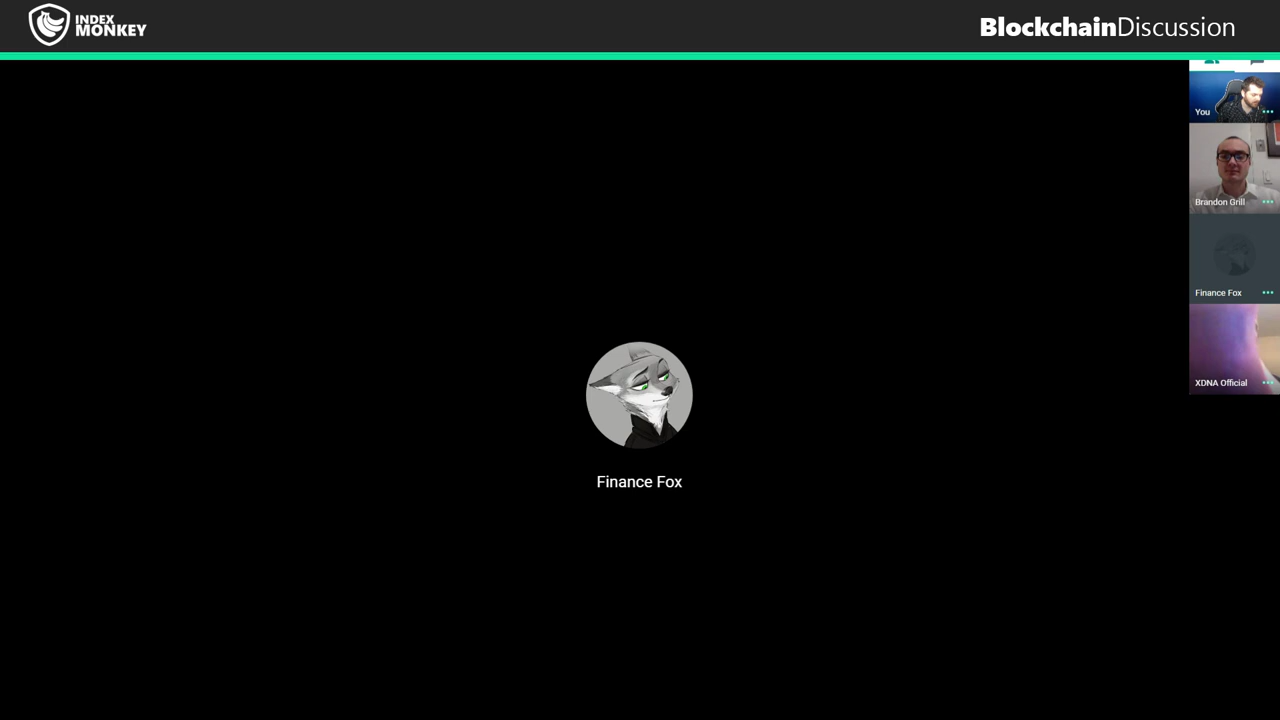 INDEX
MONKEY
BlockchainDiscussion
You
Brandon Grill
Finance Fox
XDNA Official
Finance Fox